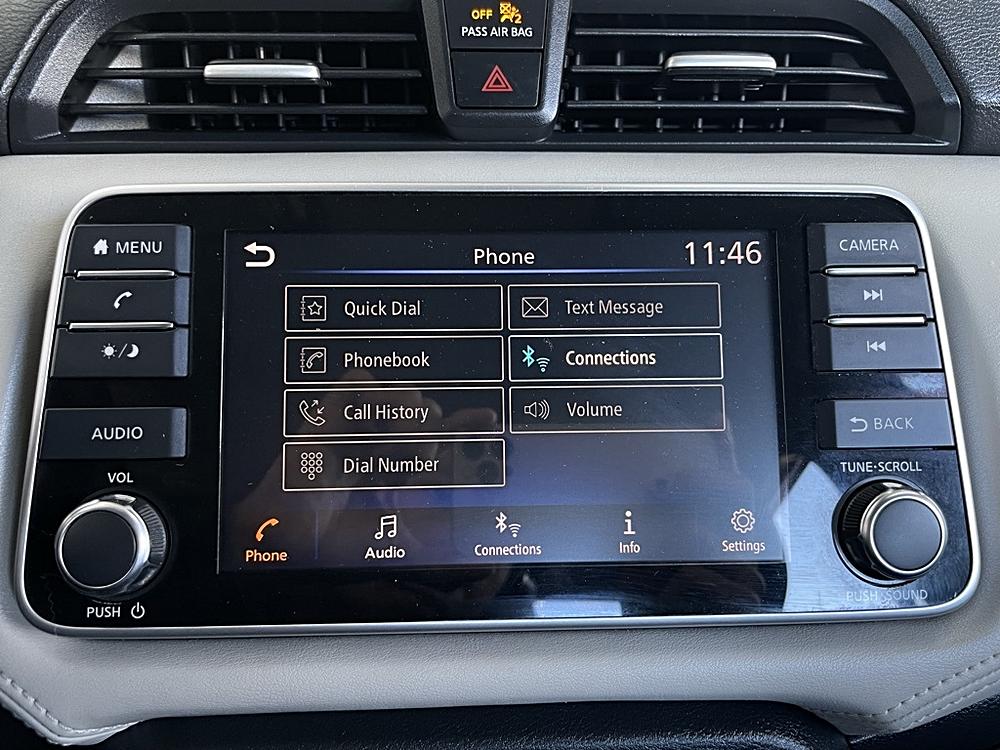 OFF 2
PASS AIR BAG
MENU
AUDIO
VOL
PUSH
Phone 11:46
Quick Dial
Text Message
Phonebook
Connections
Call History
Volume
Dial Number
Phone
Audio
Connections
Info
Settings
CAMERA
BACK
TUNE·SCROLL
PUSH SOUND